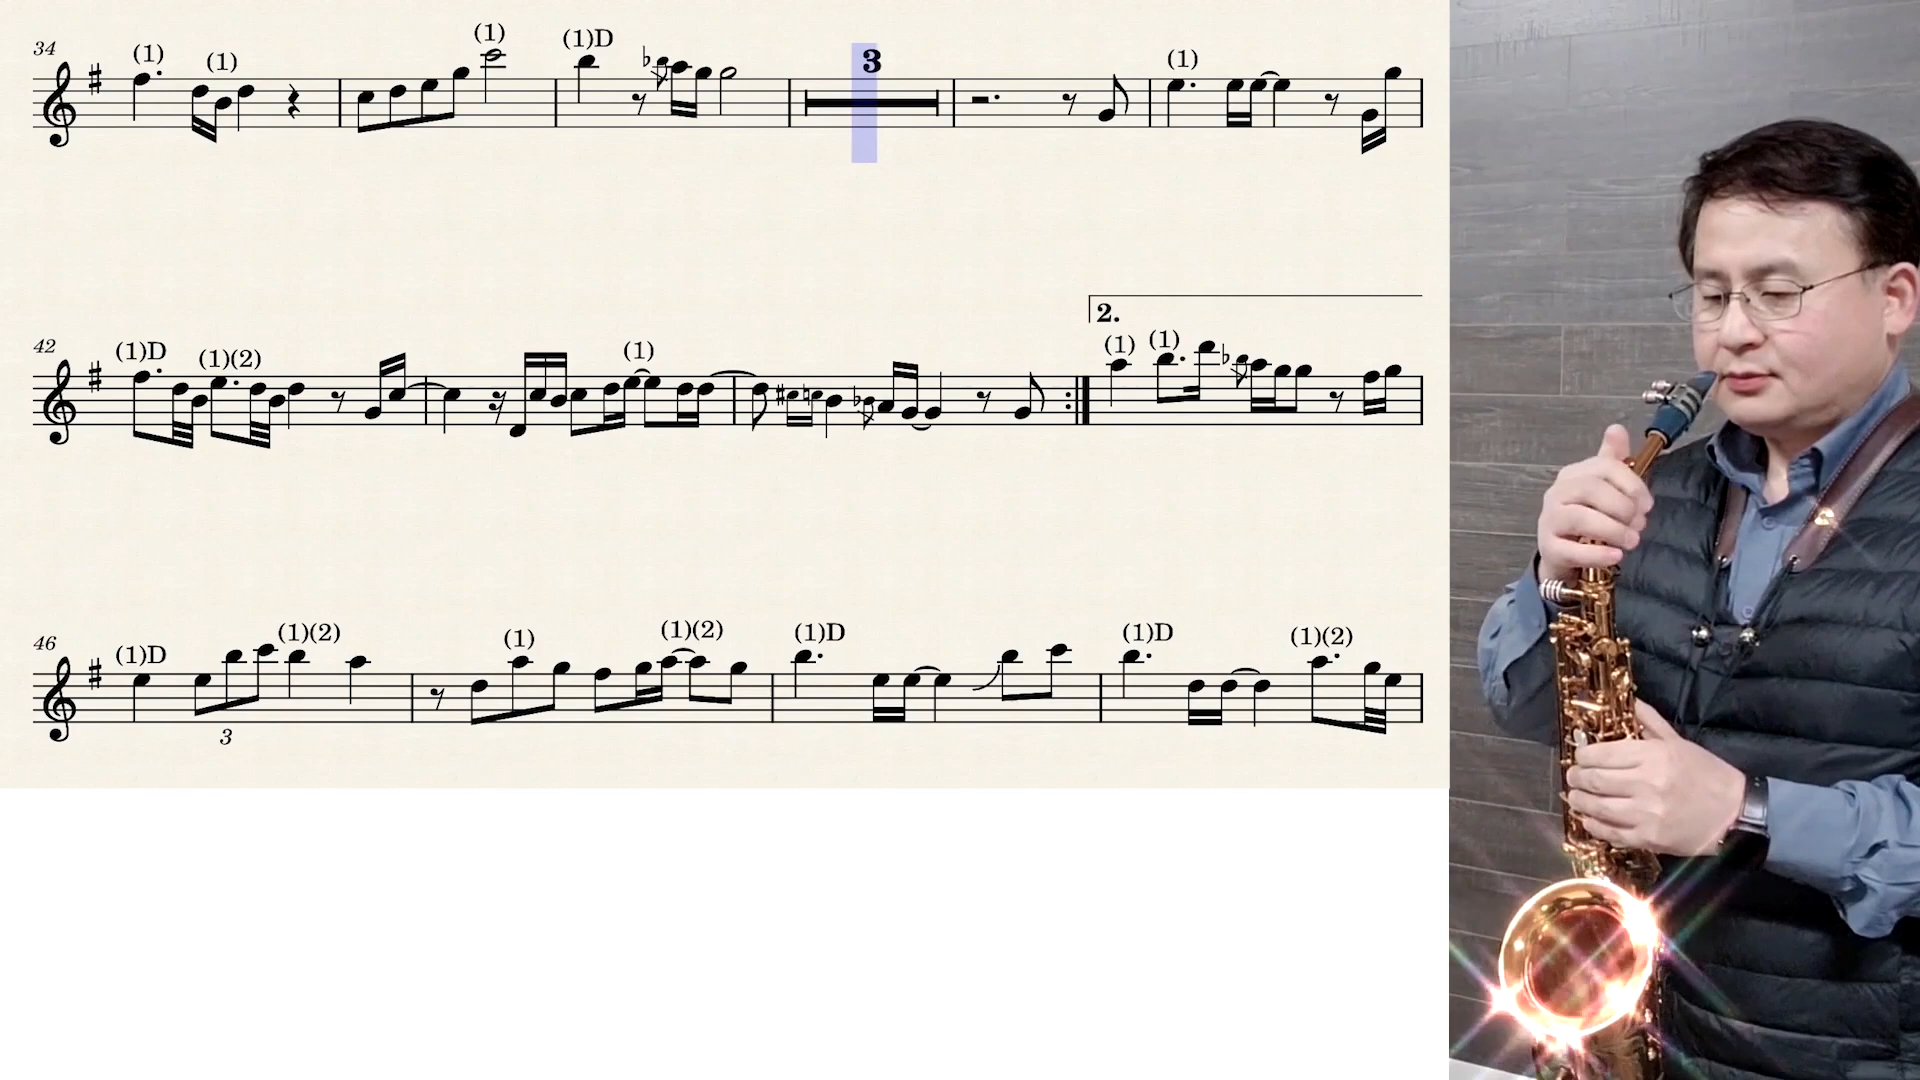 34 (1) (1) (1) (1)D 3 (1)
2.
42 (1)D (1)(2) (1) (1) (1)
46 (1)D (1)(2) (1) (1)(2) (1)D (1)D (1)(2)
3